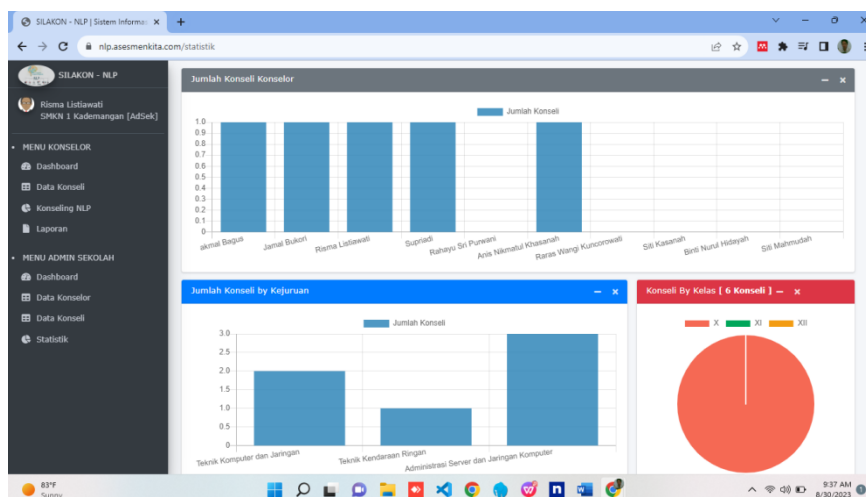 SILAKON - NLP | Sistem Informa
nlp.asesmenkita.com/statistik
SILAKON - NLP
Risma Listiawati
SMKN 1 Kademangan [AdSek]
MENU KONSELOR
Dashboard
Data Konseli
Konseling NLP
Laporan
MENU ADMIN SEKOLAH
Dashboard
Data Konselor
Data Konseli
Statistik
Jumlah Konseli Konselor
Jumlah Konseli
1.0
0.9
0.8
0.7
0.6
0.5
0.4
0.3
0.2
0.1
0
akmal Bagus
Jamal Bukori
Risma Listiawati
Supriadi
Rahayu Sri Purwani
Anis Nikmatul Khasanah
Raras Wangi Kuncorowati
Siti Kasanah
Binti Nurul Hidayah
Siti Mahmudah
Jumlah Konseli by Kejuruan
Jumlah Konseli
3.0
2.5
2.0
1.5
1.0
0.5
0
Teknik Komputer dan Jaringan
Teknik Kendaraan Ringan
Administrasi Server dan Jaringan Komputer
Konseli By Kelas [ 6 Konseli ]
X XI XII
83°F
Sunny
9:37 AM
8/30/2023